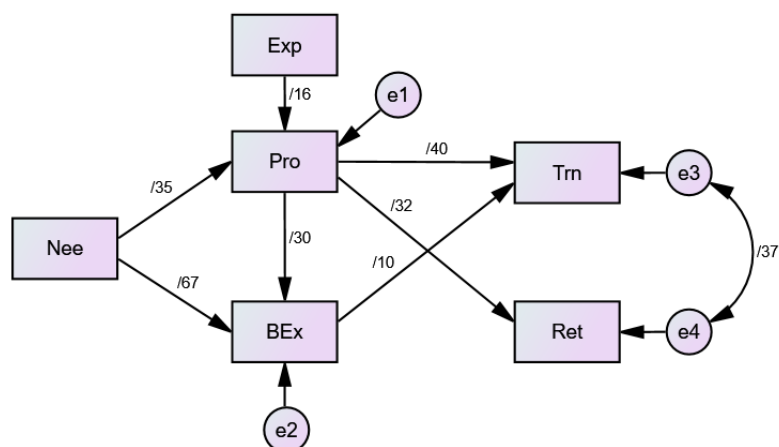 Exp
/16
e1
Pro
/40
Trn
e3
/35
/32
Nee
/30
/37
/67
/10
BEx
Ret
e4
e2